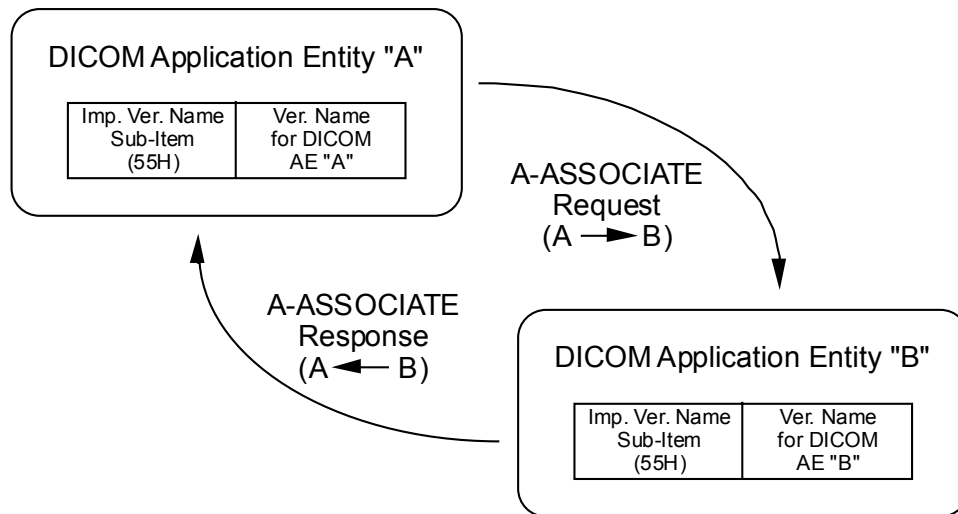 DICOM Application Entity "A"
Imp. Ver. Name
Sub-Item
(55H)
Ver. Name
for DICOM
AE "A"
A-ASSOCIATE
Request
(A B)
A-ASSOCIATE
Response
(A B)
DICOM Application Entity "B"
Imp. Ver. Name
Sub-Item
(55H)
Ver. Name
for DICOM
AE "B"